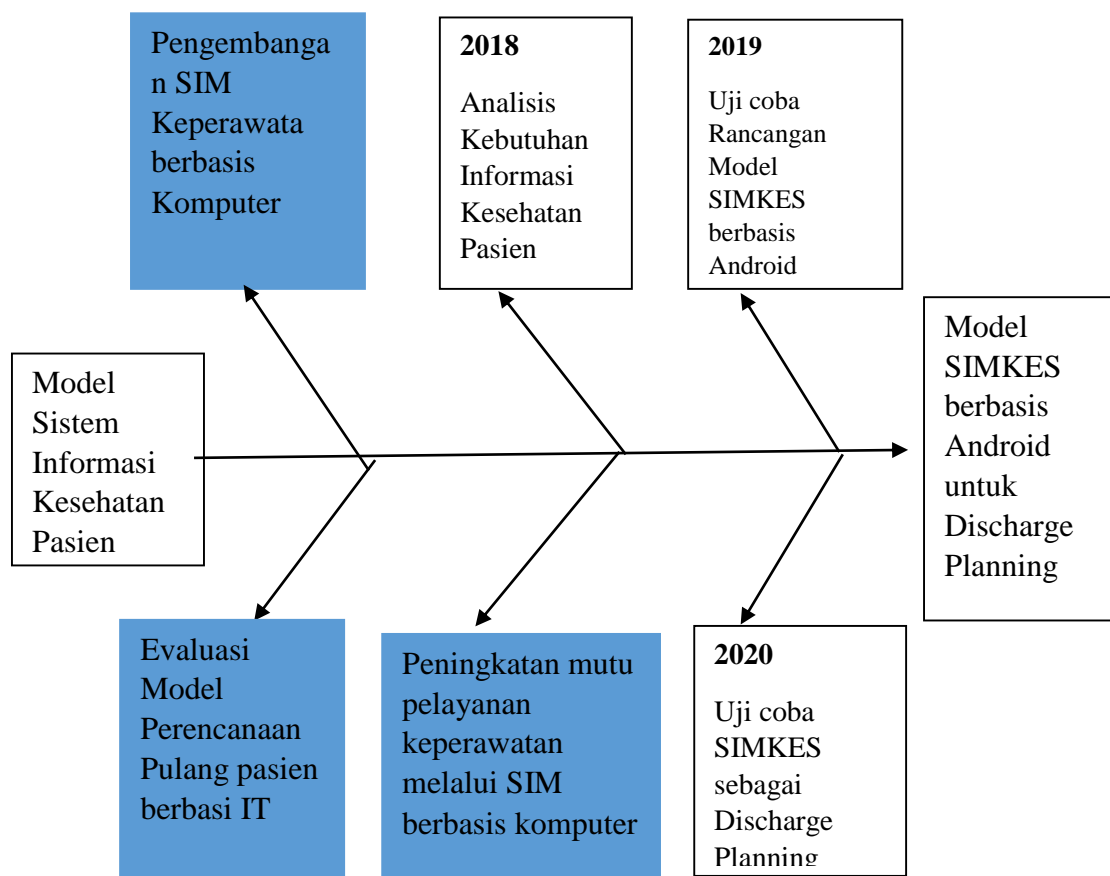 Pengembanga
n SIM
Keperawata
berbasis
Komputer
2018
Analisis
Kebutuhan
Informasi
Kesehatan
Pasien
2019
Uji coba
Rancangan
Model
SIMKES
berbasis
Android
Model
Sistem
Informasi
Kesehatan
Pasien
Model
SIMKES
berbasis
Android
untuk
Discharge
Planning
Evaluasi
Model
Perencanaan
Pulang pasien
berbasi IT
Peningkatan mutu
pelayanan
keperawatan
melalui SIM
berbasis komputer
2020
Uji coba
SIMKES
sebagai
Discharge
Planning